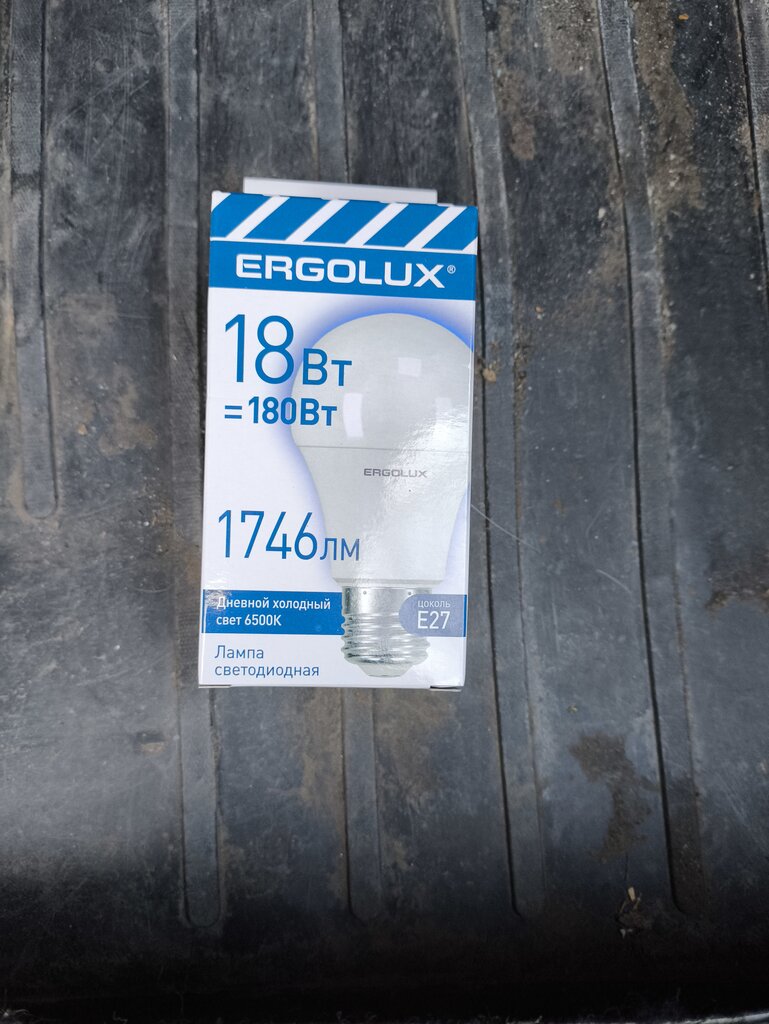 ERGOLUX®
18Вт
=180Вт
ERGOLUX
1746лм
Дневной холодный
свет 6500К
цоколь
E27
Лампа
светодиодная